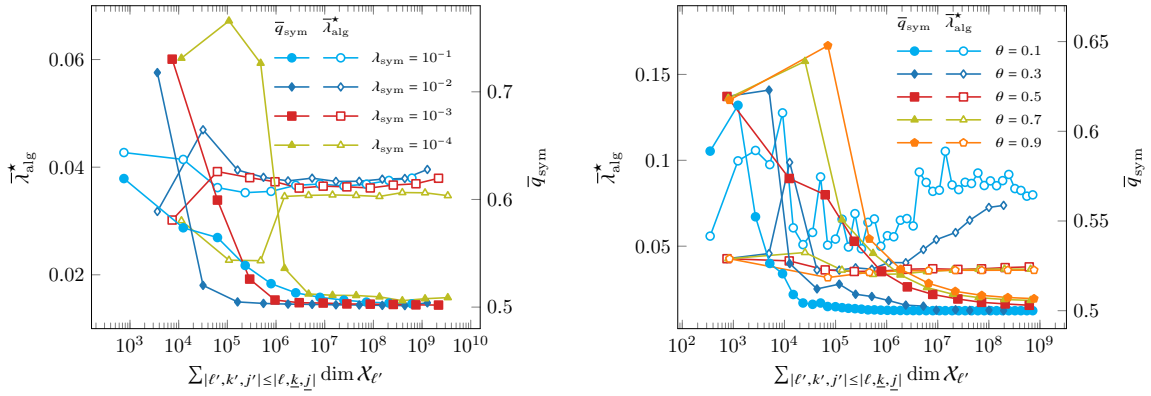 q̅_sym λ̅*_alg
λ_sym = 10^−1
λ_sym = 10^−2
λ_sym = 10^−3
λ_sym = 10^−4
0.06
0.04
0.02
λ̅*_alg
0.7
0.6
0.5
q̅_sym
10^3 10^4 10^5 10^6 10^7 10^8 10^9 10^10
∑_|ℓ′,k′,j′|≤|ℓ,k̲,j̲| dim X_ℓ′
q̅_sym λ̅*_alg
θ = 0.1
θ = 0.3
θ = 0.5
θ = 0.7
θ = 0.9
0.15
0.1
0.05
λ̅*_alg
0.65
0.6
0.55
0.5
q̅_sym
10^2 10^3 10^4 10^5 10^6 10^7 10^8 10^9
∑_|ℓ′,k′,j′|≤|ℓ,k̲,j̲| dim X_ℓ′